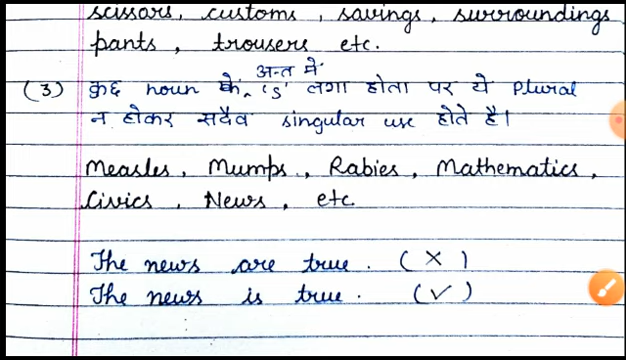 scissors, customs, savings, surroundings
pants, trousers etc.
अन्त में
(3) कुछ noun के 'S' लगा होता पर ये plural
न होकर सदैव singular use होते है।
Measles, Mumps, Rabies, Mathematics,
Civics, News, etc.
The news are true. (×)
The news is true. (✓)